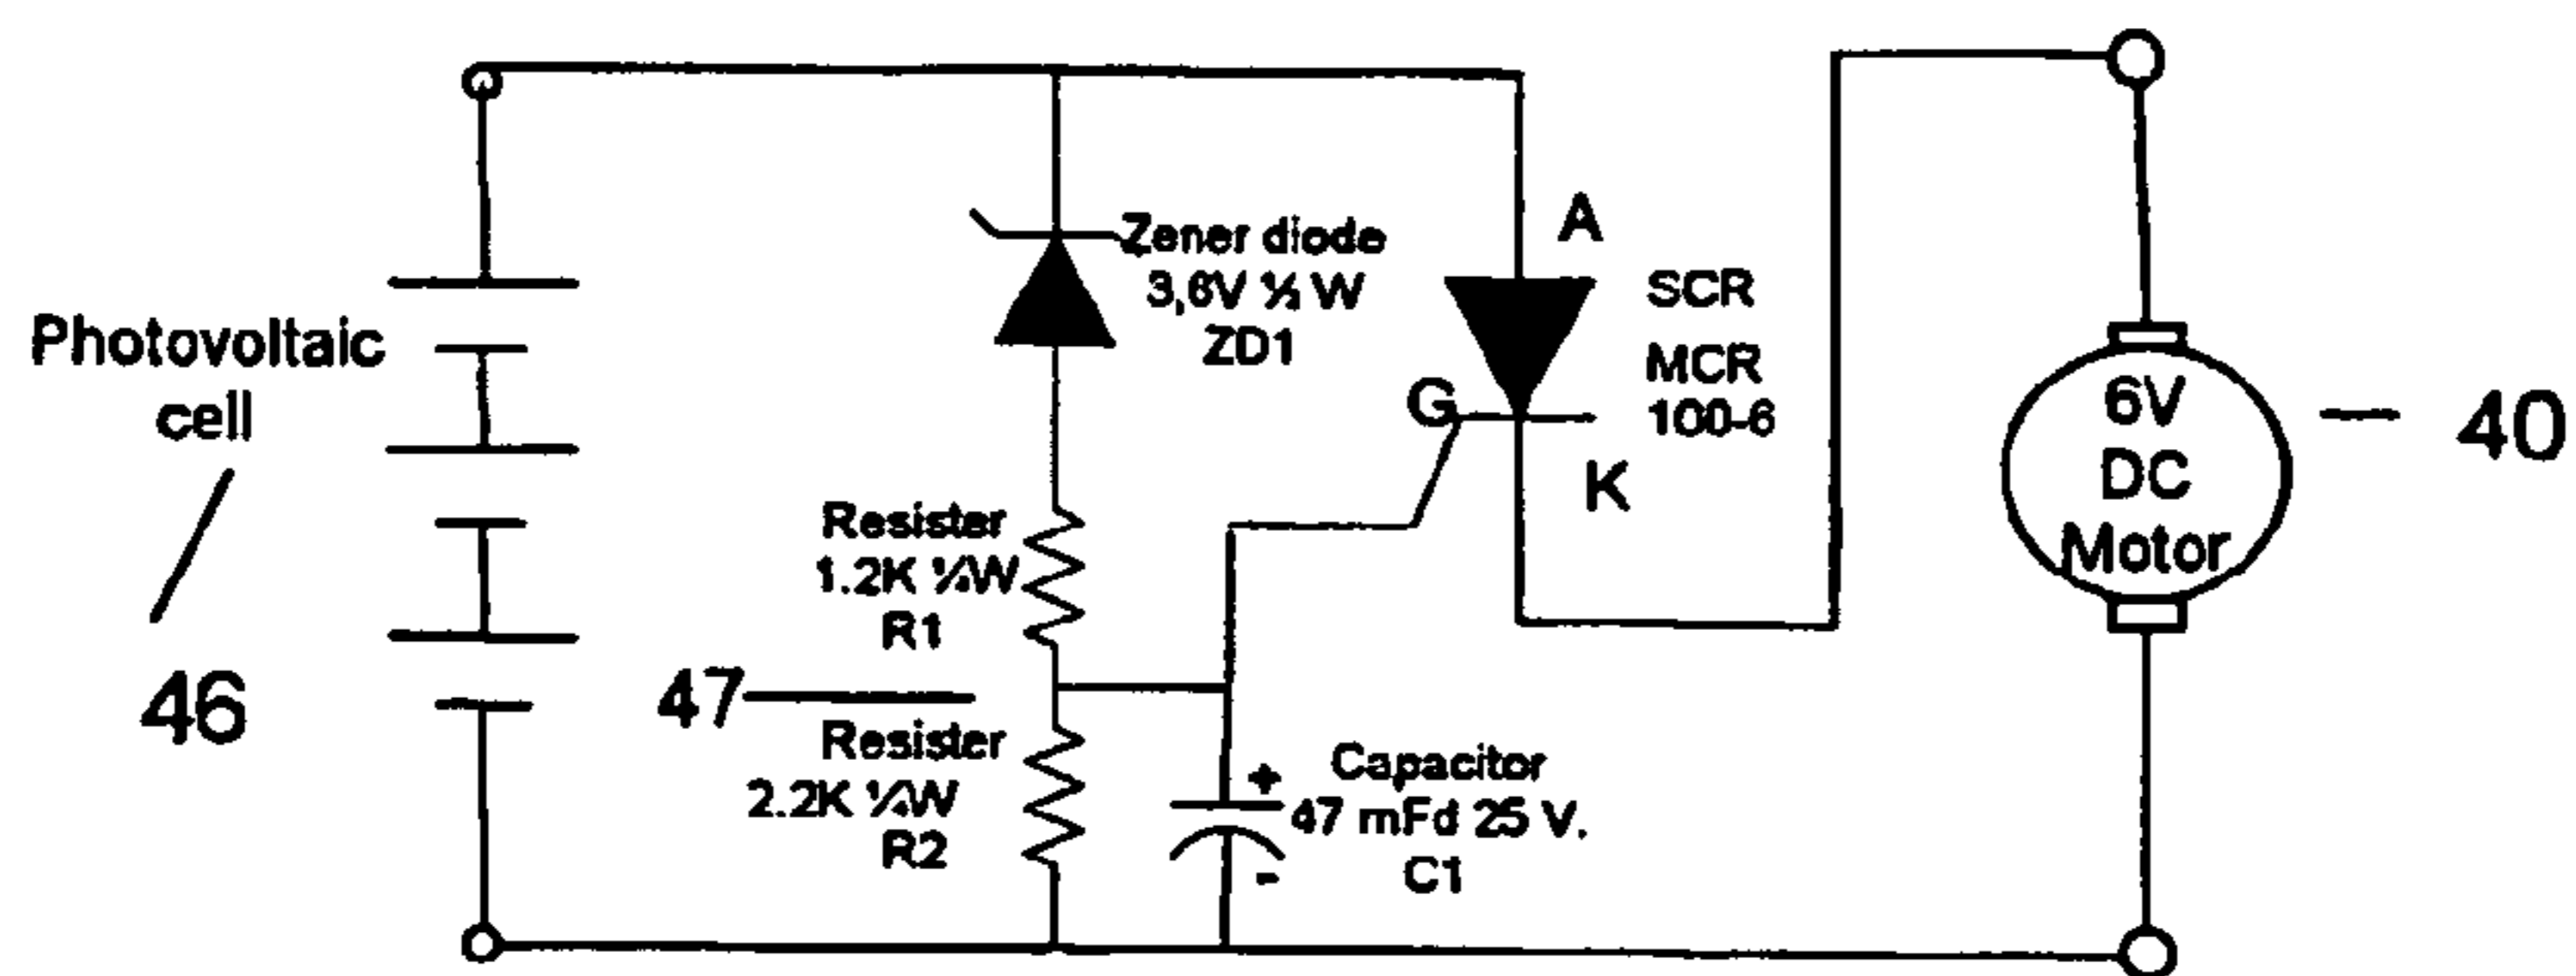 Photovoltaic
cell
46
Zener diode
3,6V ½ W
ZD1
A
SCR
MCR
100-6
G
K
Resister
1.2K ¼W
R1
47
Resister
2.2K ¼W
R2
+
Capacitor
47 mFd 25 V.
C1
-
6V
DC
Motor
40